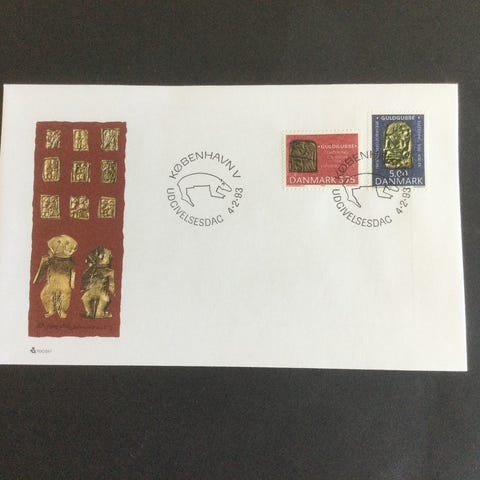 KØBENHAVN V
UDGIVELSESDAG 4-2-93
GULDGUBBE
DANMARK 3.75
KØBENHAVN V
UDGIVELSESDAG 4-2-93
GULDGUBBE
5.00
DANMARK